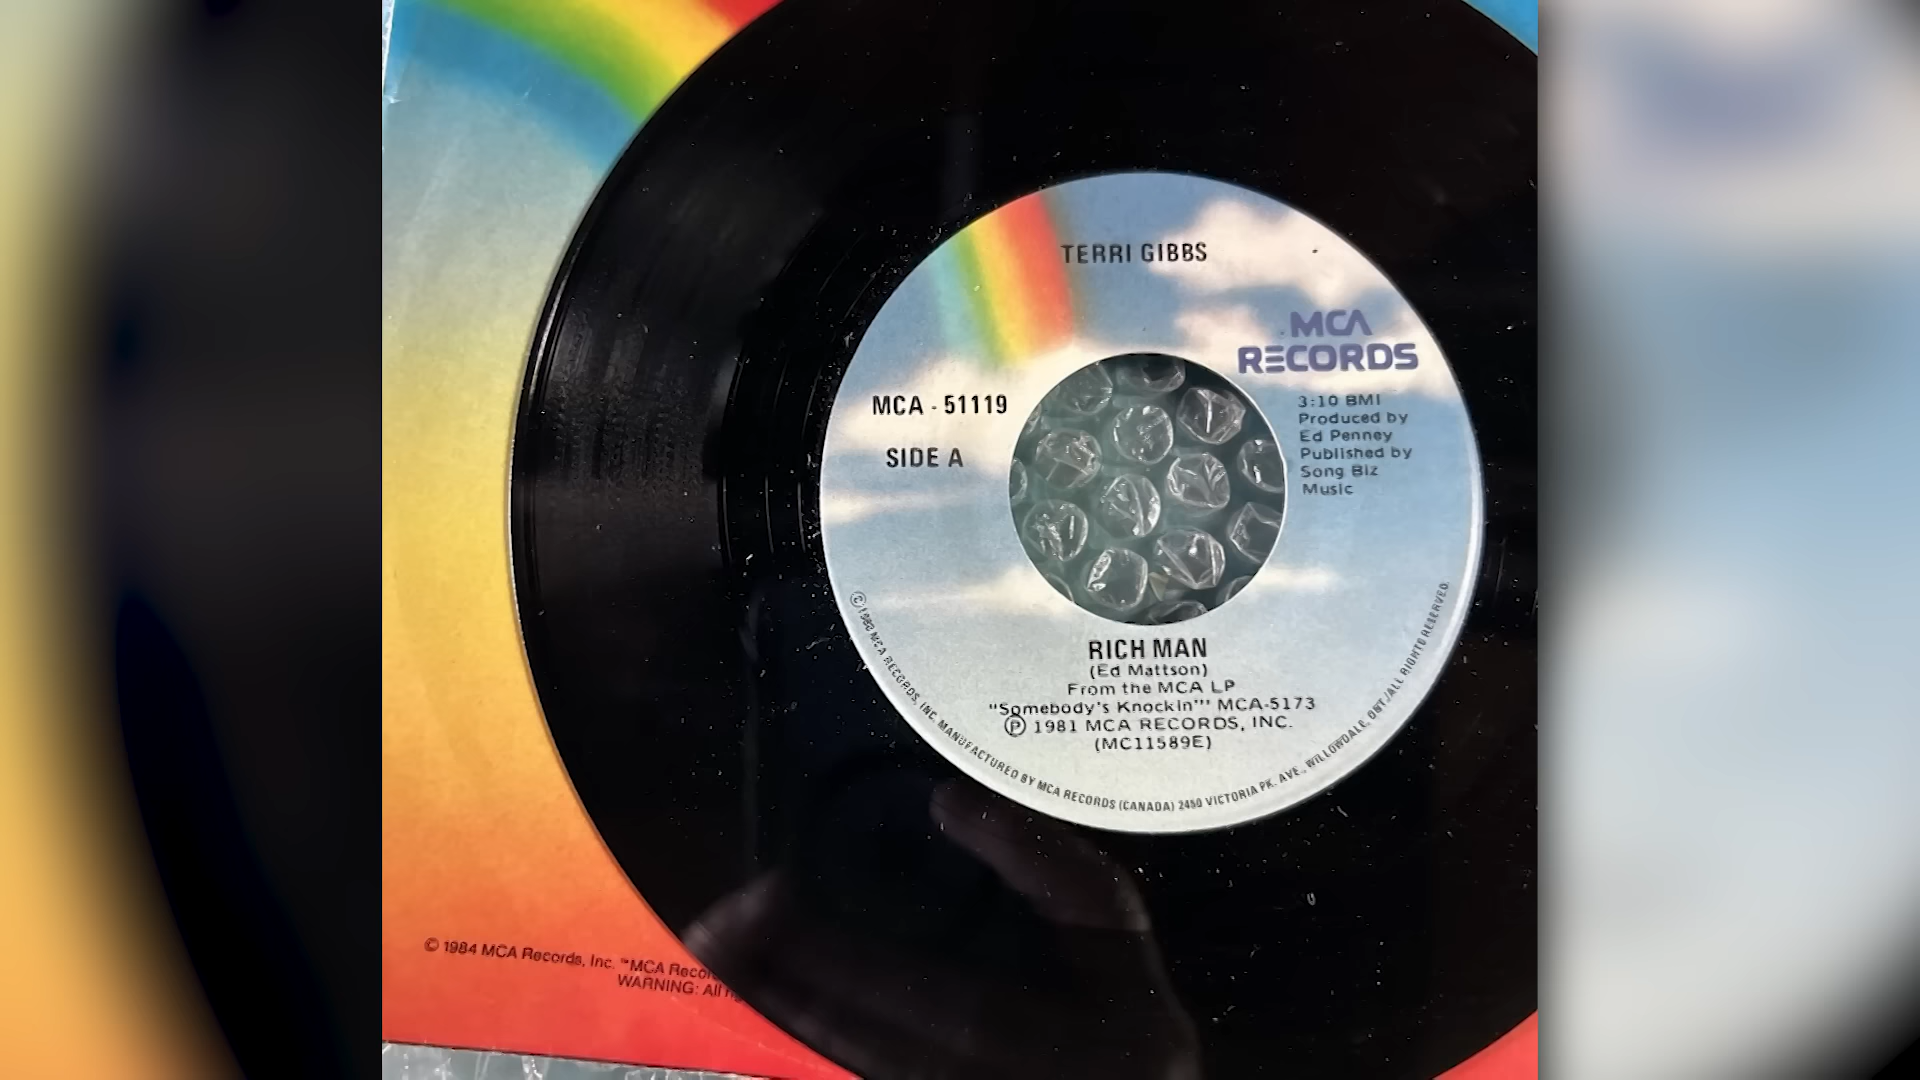 TERRI GIBBS
MCA
RECORDS
MCA - 51119
SIDE A
3:10 BMI
Produced by
Ed Penney
Published by
Song Biz
Music
RICH MAN
(Ed Mattson)
From the MCA LP
"Somebody's Knockin'" MCA-5173
Ⓟ 1981 MCA RECORDS, INC.
(MC11589E)
MCA RECORDS, INC. MANUFACTURED BY MCA RECORDS (CANADA) 2450 VICTORIA PK. AVE., WILLOWDALE, ONT./ALL RIGHTS RESERVED.
© 1984 MCA Records, Inc. ™MCA
WARNING: All